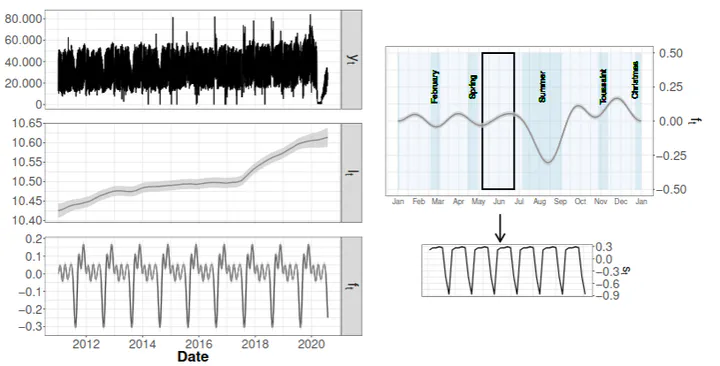 80.000
60.000
40.000
20.000
0
yt
10.65
10.60
10.55
10.50
10.45
10.40
lt
0.2
0.1
0.0
−0.1
−0.2
−0.3
ft
2012 2014 2016 2018 2020
Date
February
Spring
Summer
Toussaint
Christmas
0.50
0.25
0.00
−0.25
−0.50
ft
Jan Feb Mar Apr May Jun Jul Aug Sep Oct Nov Dec Jan
0.3
0.0
−0.3
−0.6
−0.9
st